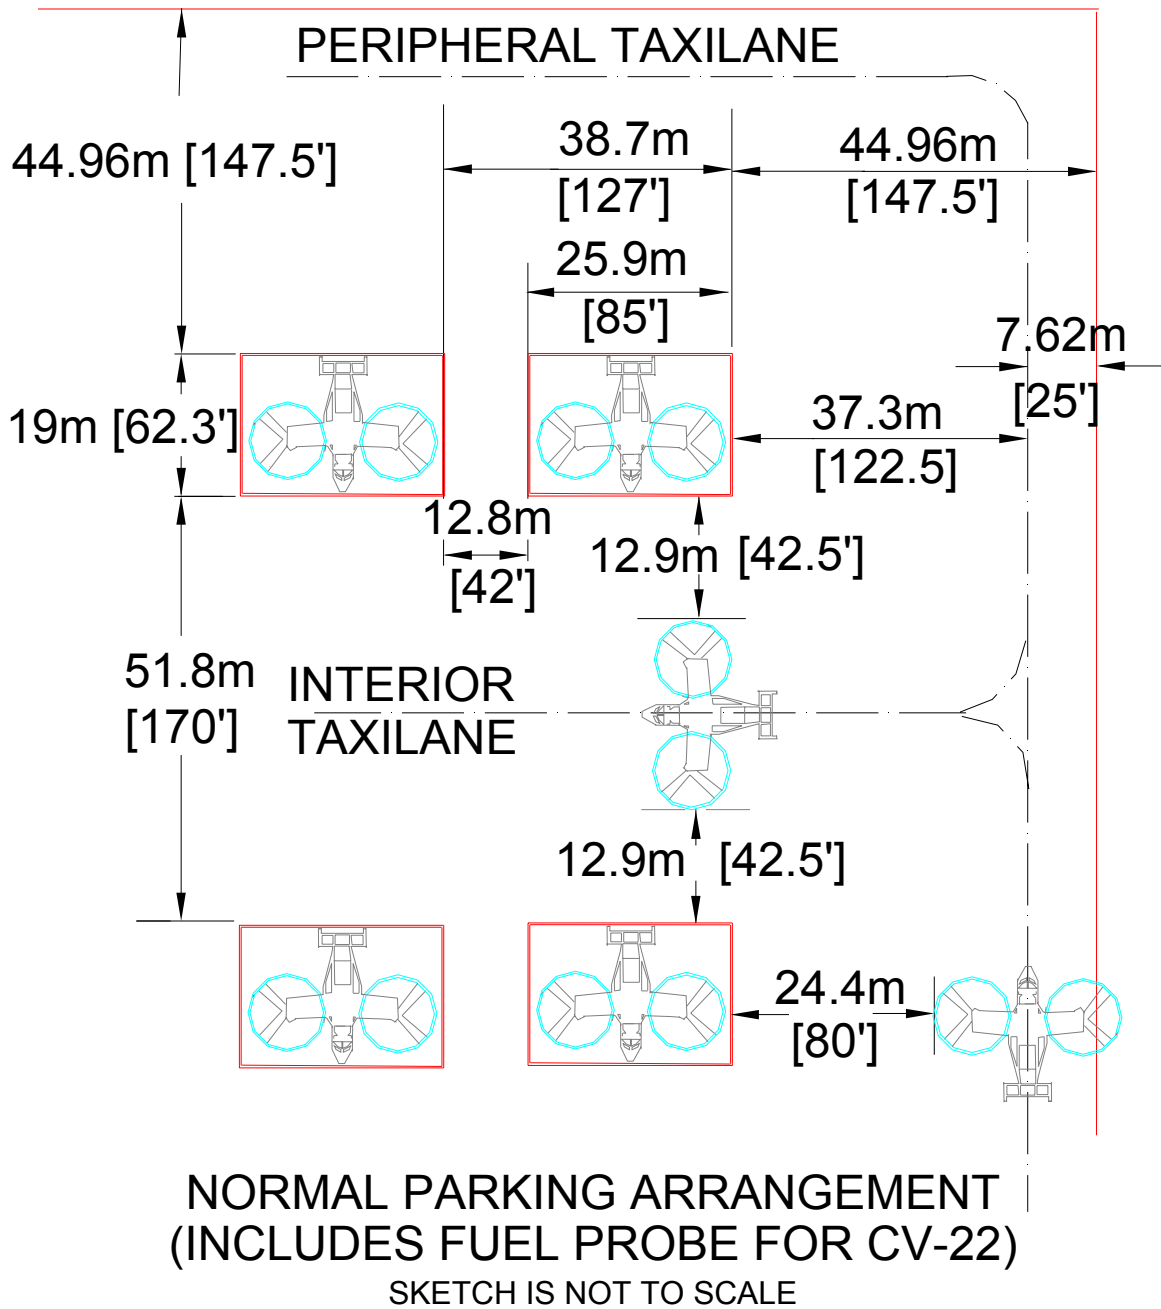 PERIPHERAL TAXILANE
44.96m [147.5']
38.7m
[127']
44.96m
[147.5']
25.9m
[85']
7.62m
[25']
19m [62.3']
37.3m
[122.5]
12.8m
[42']
12.9m [42.5']
51.8m
[170']
INTERIOR
TAXILANE
12.9m [42.5']
24.4m
[80']
NORMAL PARKING ARRANGEMENT
(INCLUDES FUEL PROBE FOR CV-22)
SKETCH IS NOT TO SCALE